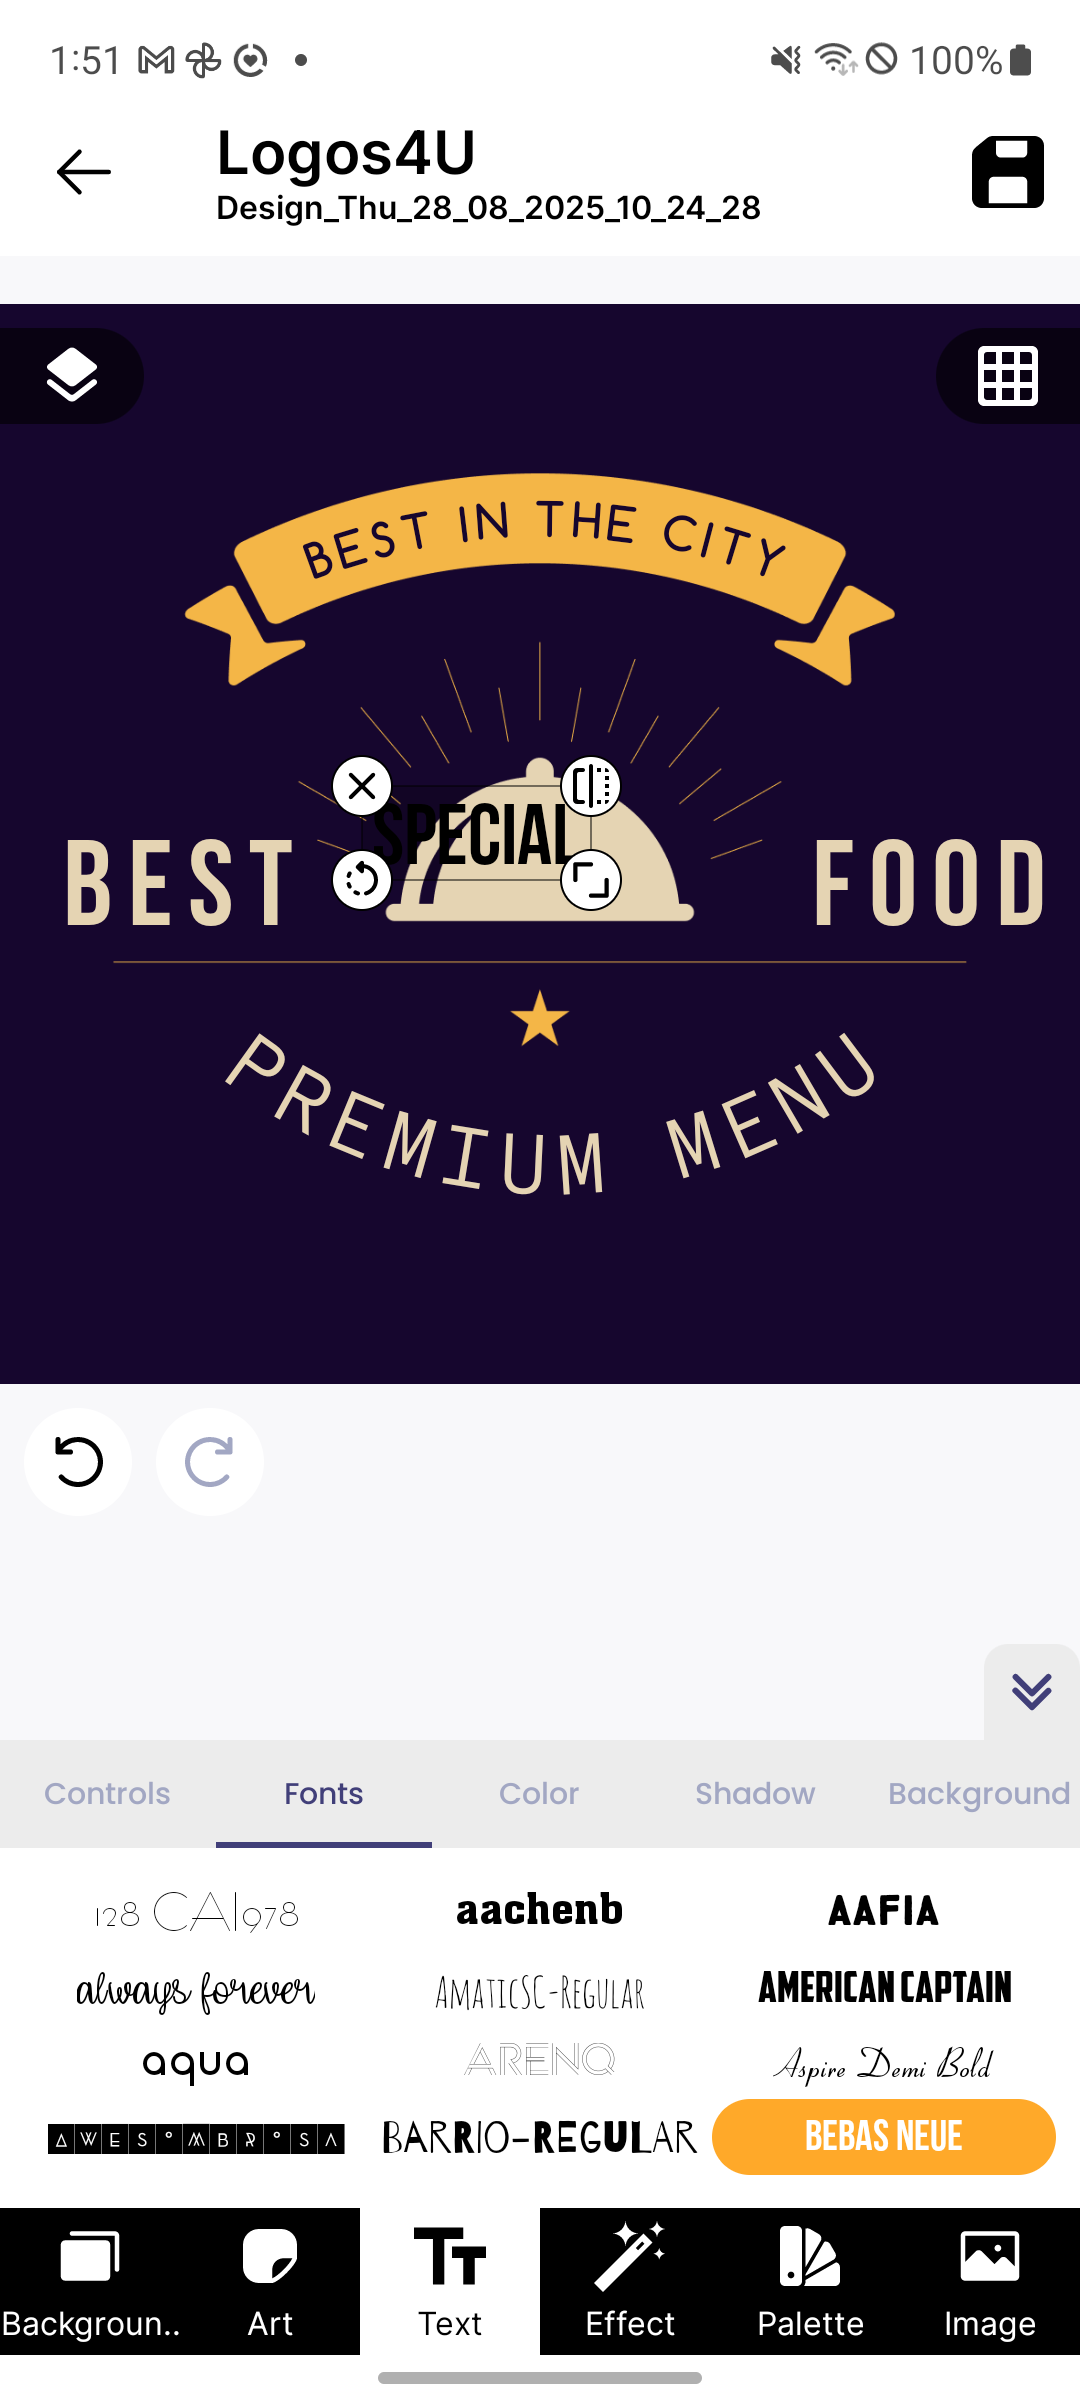 1:51
100%
Logos4U
Design_Thu_28_08_2025_10_24_28
BEST IN THE CITY
SPECIAL
BEST FOOD
PREMIUM MENU
Controls Fonts Color Shadow Background
128 CAI978 aachenb AAFIA
always forever AmaticSC-Regular AMERICAN CAPTAIN
aqua ARENQ Aspire Demi Bold
AWESOMBROSA BARRIO-REGULAR BEBAS NEUE
Backgroun.. Art Text Effect Palette Image